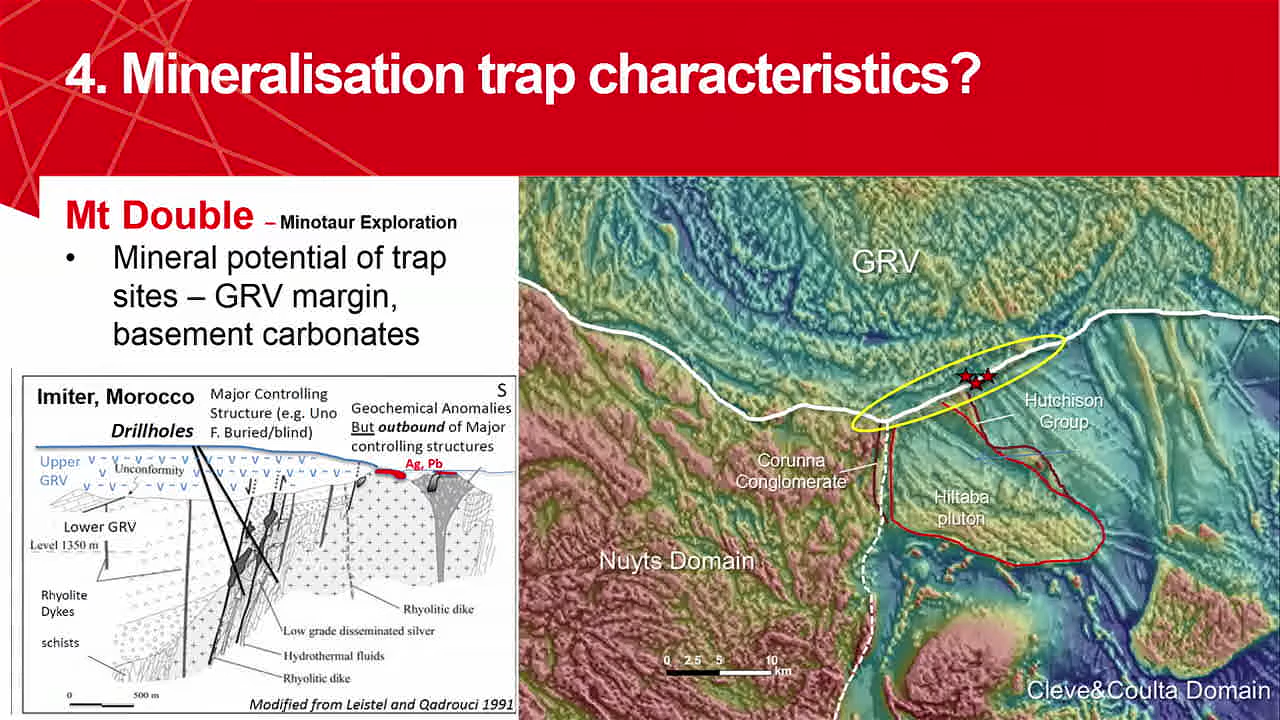 4. Mineralisation trap characteristics?
Mt Double – Minotaur Exploration
• Mineral potential of trap
sites – GRV margin,
basement carbonates
Imiter, Morocco
Drillholes
Major Controlling
Structure (e.g. Uno
F. Buried/blind)
S
Geochemical Anomalies
But outbound of Major
controlling structures
Ag, Pb
Upper
GRV
Unconformity
Lower GRV
Level 1350 m
Rhyolite
Dykes
schists
Rhyolitic dike
Low grade disseminated silver
Hydrothermal fluids
Rhyolitic dike
0 500 m
Modified from Leistel and Qadrouci 1991
GRV
Hutchison
Group
Corunna
Conglomerate
Hiltaba
pluton
Nuyts Domain
0 2.5 5 10
km
Cleve&Coulta Domain